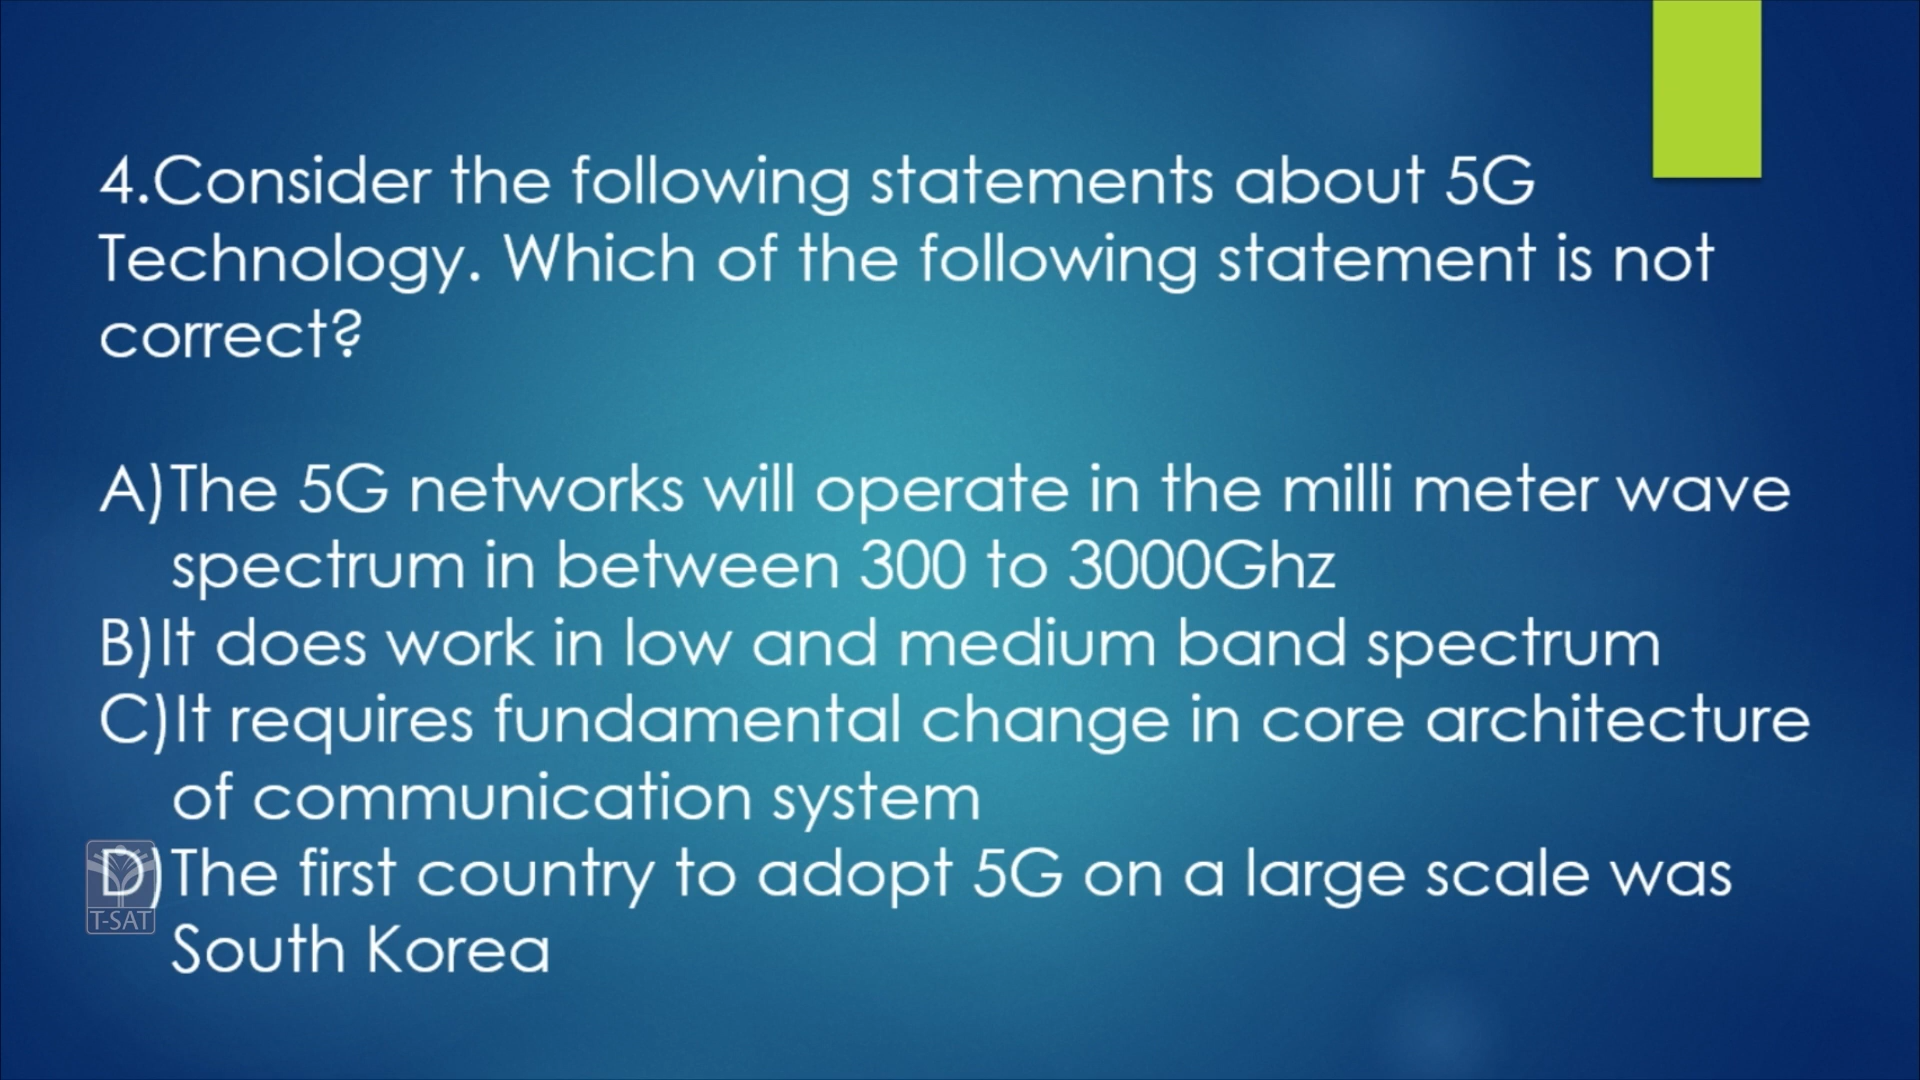 4.Consider the following statements about 5G
Technology. Which of the following statement is not
correct?
A)The 5G networks will operate in the milli meter wave
spectrum in between 300 to 3000Ghz
B)It does work in low and medium band spectrum
C)It requires fundamental change in core architecture
of communication system
D)The first country to adopt 5G on a large scale was
T-SAT
South Korea